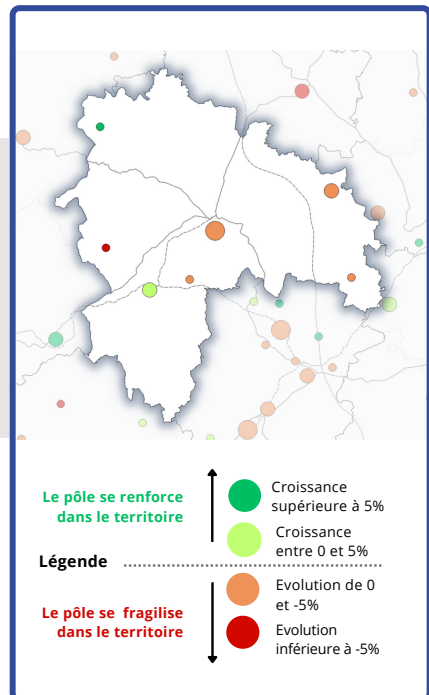 Le pôle se renforce
dans le territoire
Croissance
supérieure à 5%
Croissance
entre 0 et 5%
Légende
Le pôle se fragilise
dans le territoire
Evolution de 0
et -5%
Evolution
inférieure à -5%